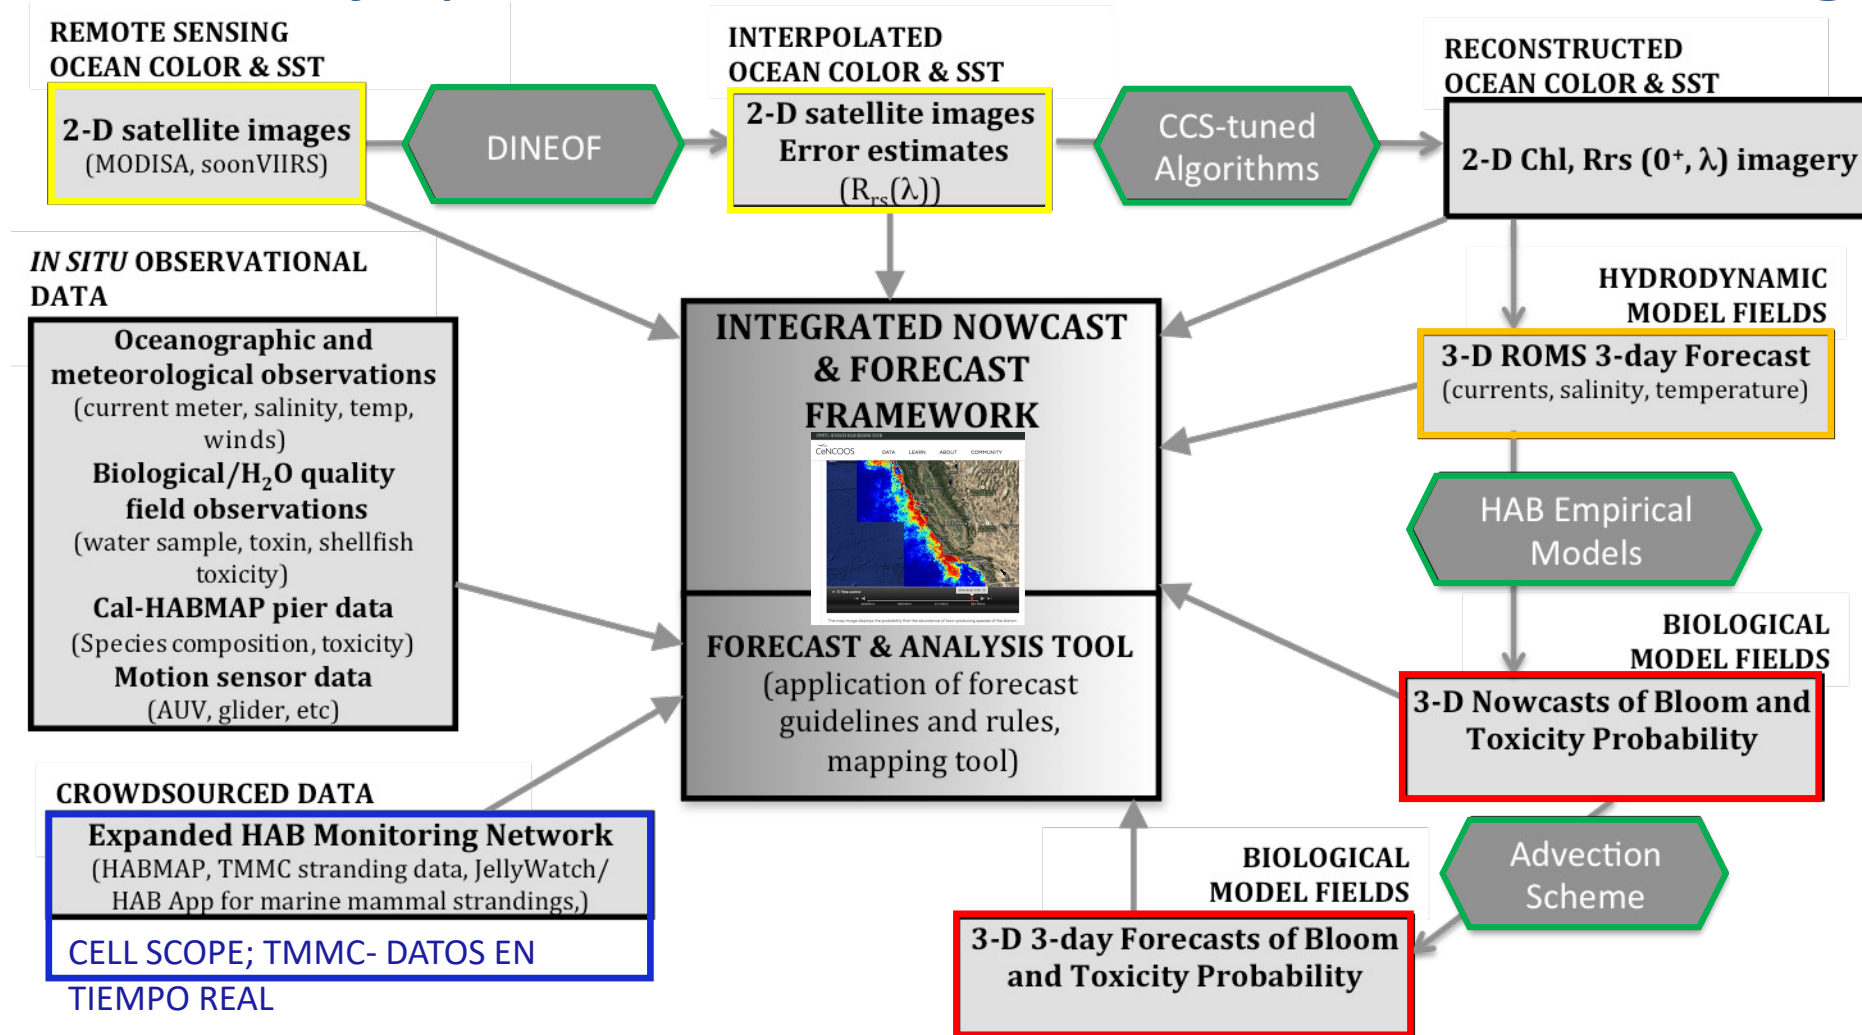 REMOTE SENSING
OCEAN COLOR & SST
2-D satellite images
(MODISA, soonVIIRS)
DINEOF
INTERPOLATED
OCEAN COLOR & SST
2-D satellite images
Error estimates
(Rrs(λ))
CCS-tuned
Algorithms
RECONSTRUCTED
OCEAN COLOR & SST
2-D Chl, Rrs (0⁺, λ) imagery
IN SITU OBSERVATIONAL
DATA
Oceanographic and
meteorological observations
(current meter, salinity, temp,
winds)
Biological/H₂O quality
field observations
(water sample, toxin, shellfish
toxicity)
Cal-HABMAP pier data
(Species composition, toxicity)
Motion sensor data
(AUV, glider, etc)
INTEGRATED NOWCAST
& FORECAST
FRAMEWORK
CeNCOOS
DATA LEARN ABOUT COMMUNITY
FORECAST & ANALYSIS TOOL
(application of forecast
guidelines and rules,
mapping tool)
HYDRODYNAMIC
MODEL FIELDS
3-D ROMS 3-day Forecast
(currents, salinity, temperature)
HAB Empirical
Models
BIOLOGICAL
MODEL FIELDS
3-D Nowcasts of Bloom and
Toxicity Probability
Advection
Scheme
CROWDSOURCED DATA
Expanded HAB Monitoring Network
(HABMAP, TMMC stranding data, JellyWatch/
HAB App for marine mammal strandings,)
CELL SCOPE; TMMC- DATOS EN
TIEMPO REAL
BIOLOGICAL
MODEL FIELDS
3-D 3-day Forecasts of Bloom
and Toxicity Probability